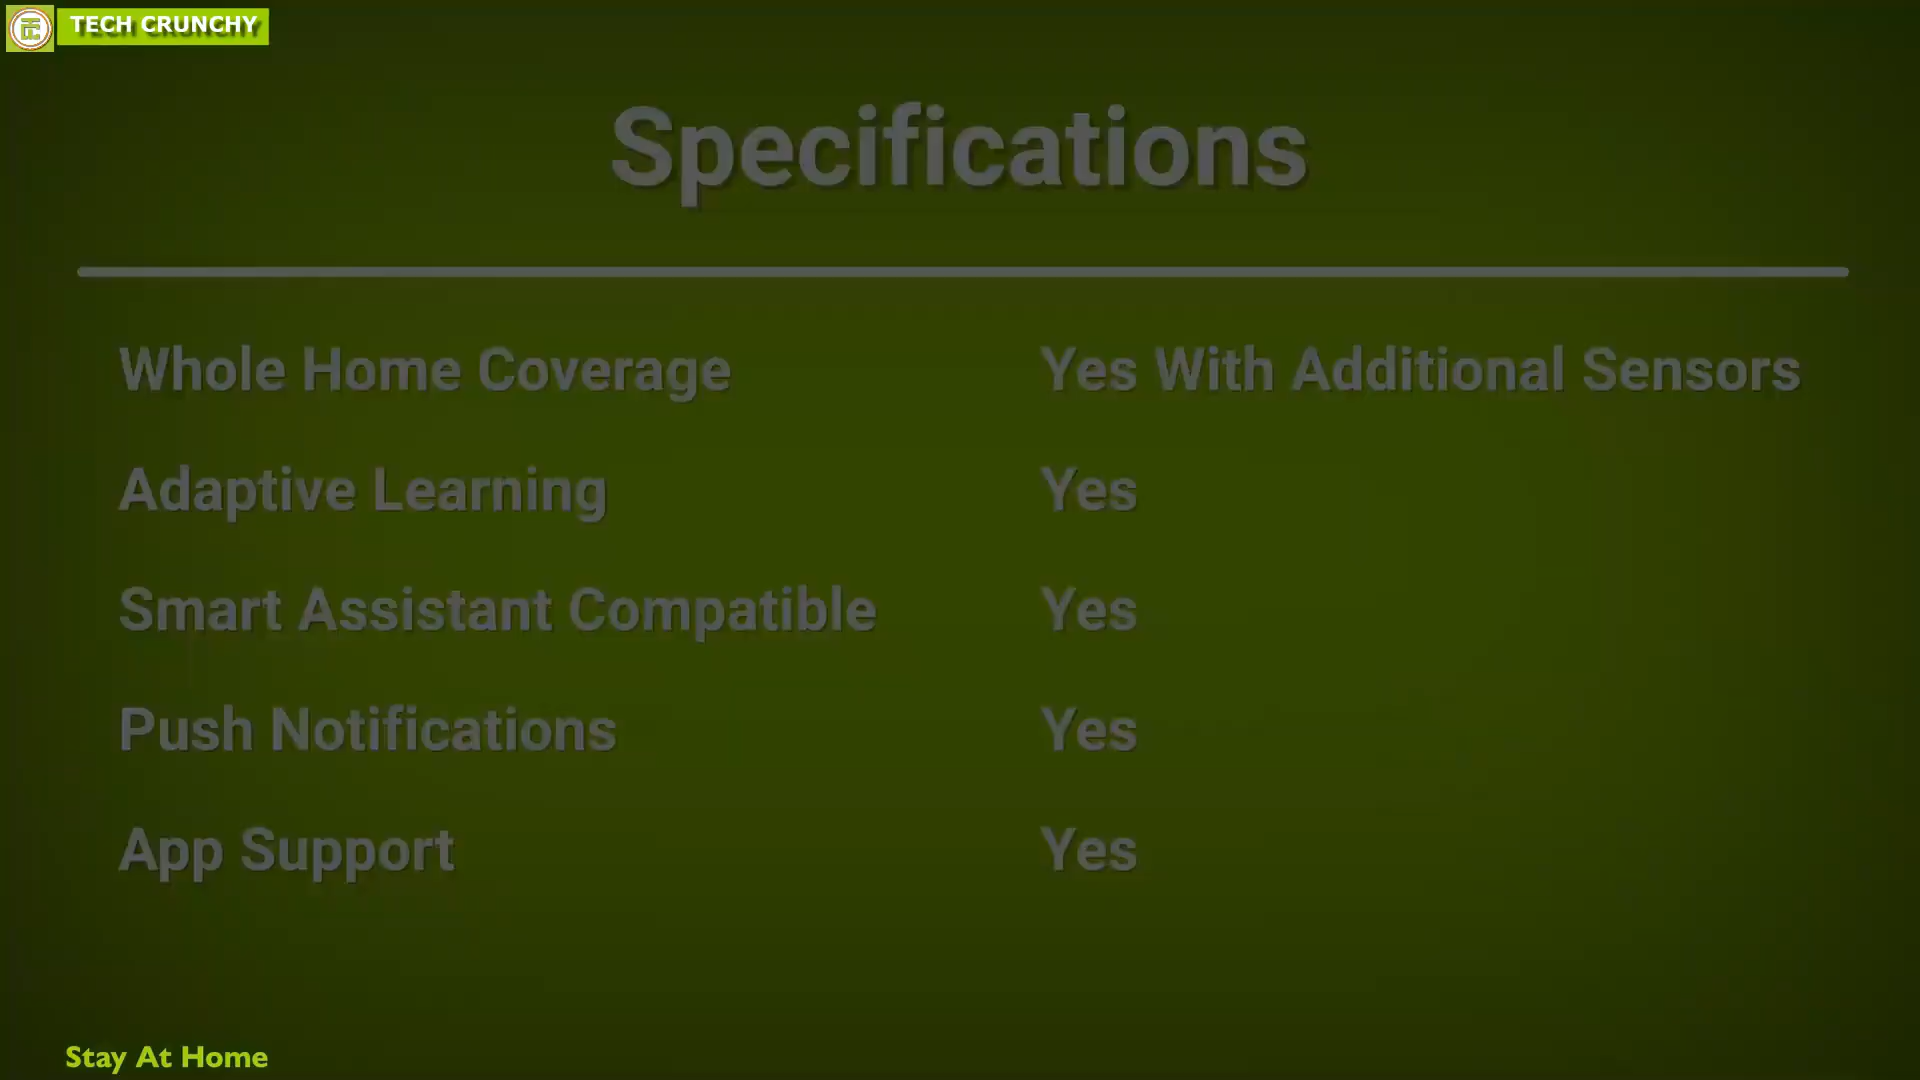 TECH CRUNCHY
Specifications
Whole Home Coverage Yes With Additional Sensors
Adaptive Learning Yes
Smart Assistant Compatible Yes
Push Notifications Yes
App Support Yes
Stay At Home